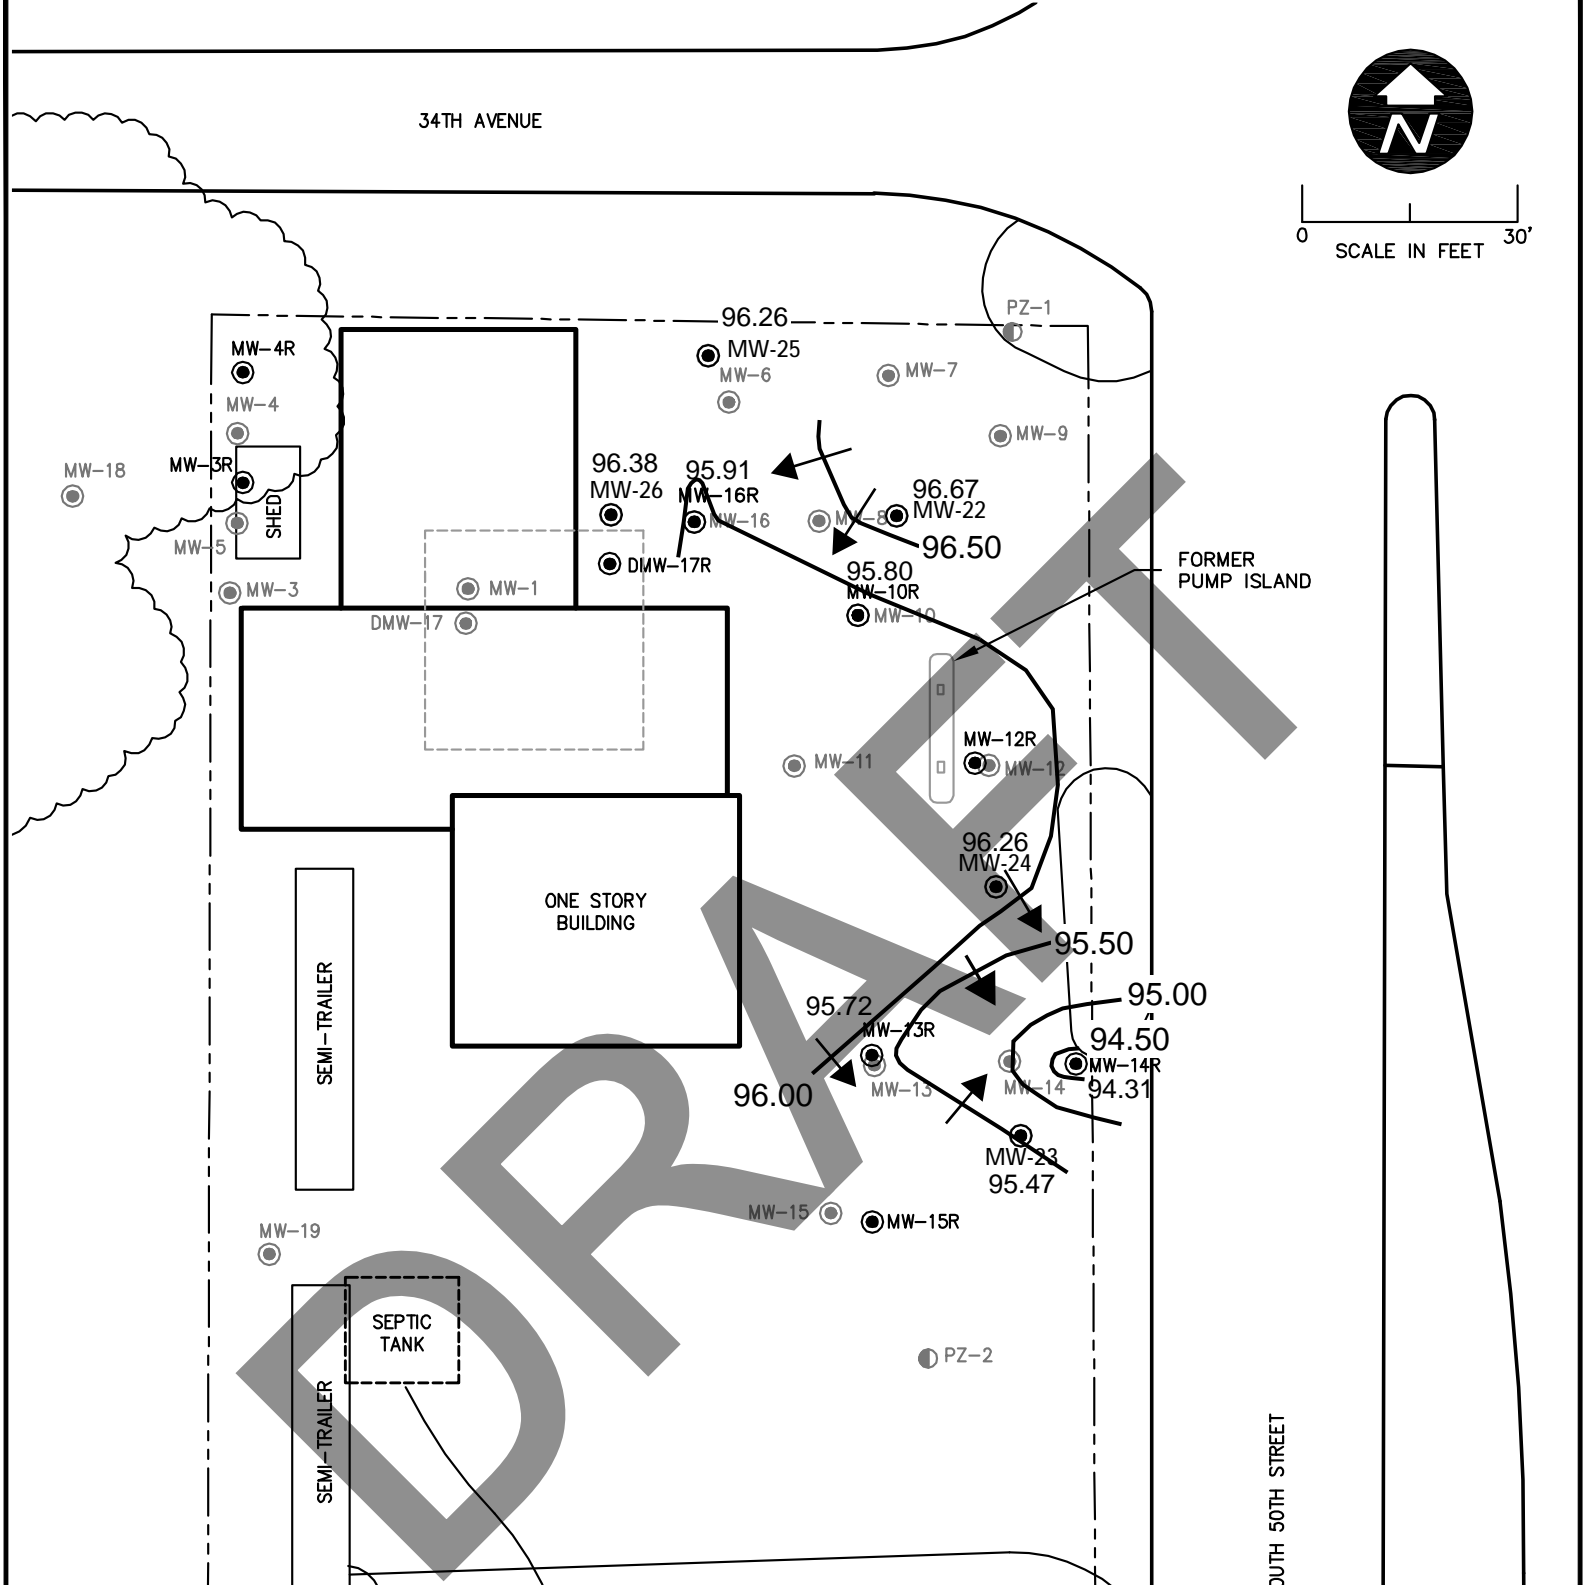 34TH AVENUE
N
0
30'
SCALE IN FEET
PZ-1
96.26
MW-25
MW-6
MW-7
MW-4R
MW-4
MW-9
MW-18
MW-3R
SHED
MW-5
MW-3
96.38
MW-26
95.91
MW-16R
MW-16
MW-8
96.67
MW-22
96.50
DMW-17R
MW-1
DMW-17
95.80
MW-10R
MW-10
FORMER
PUMP ISLAND
MW-12R
MW-12
MW-11
96.26
MW-24
ONE STORY
BUILDING
95.50
95.00
94.50
MW-14R
94.31
MW-14
95.72
MW-13R
MW-13
96.00
MW-23
95.47
SEMI-TRAILER
MW-15
MW-15R
MW-19
SEPTIC
TANK
SEMI-TRAILER
PZ-2
OUTH 50TH STREET
DRAFT